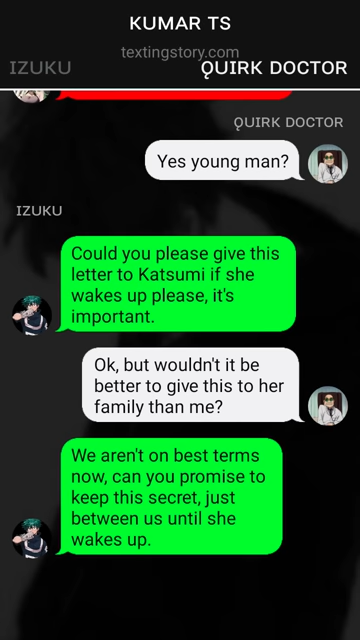 KUMAR TS
textingstory.com
IZUKU
QUIRK DOCTOR
QUIRK DOCTOR
Yes young man?
IZUKU
Could you please give this
letter to Katsumi if she
wakes up please, it's
important.
Ok, but wouldn't it be
better to give this to her
family than me?
We aren't on best terms
now, can you promise to
keep this secret, just
between us until she
wakes up.